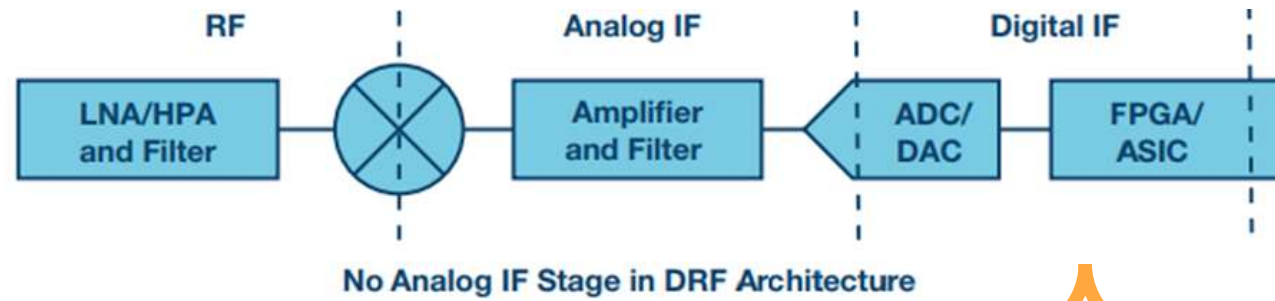 RF
Analog IF
Digital IF
LNA/HPA
and Filter
Amplifier
and Filter
ADC/
DAC
FPGA/
ASIC
No Analog IF Stage in DRF Architecture